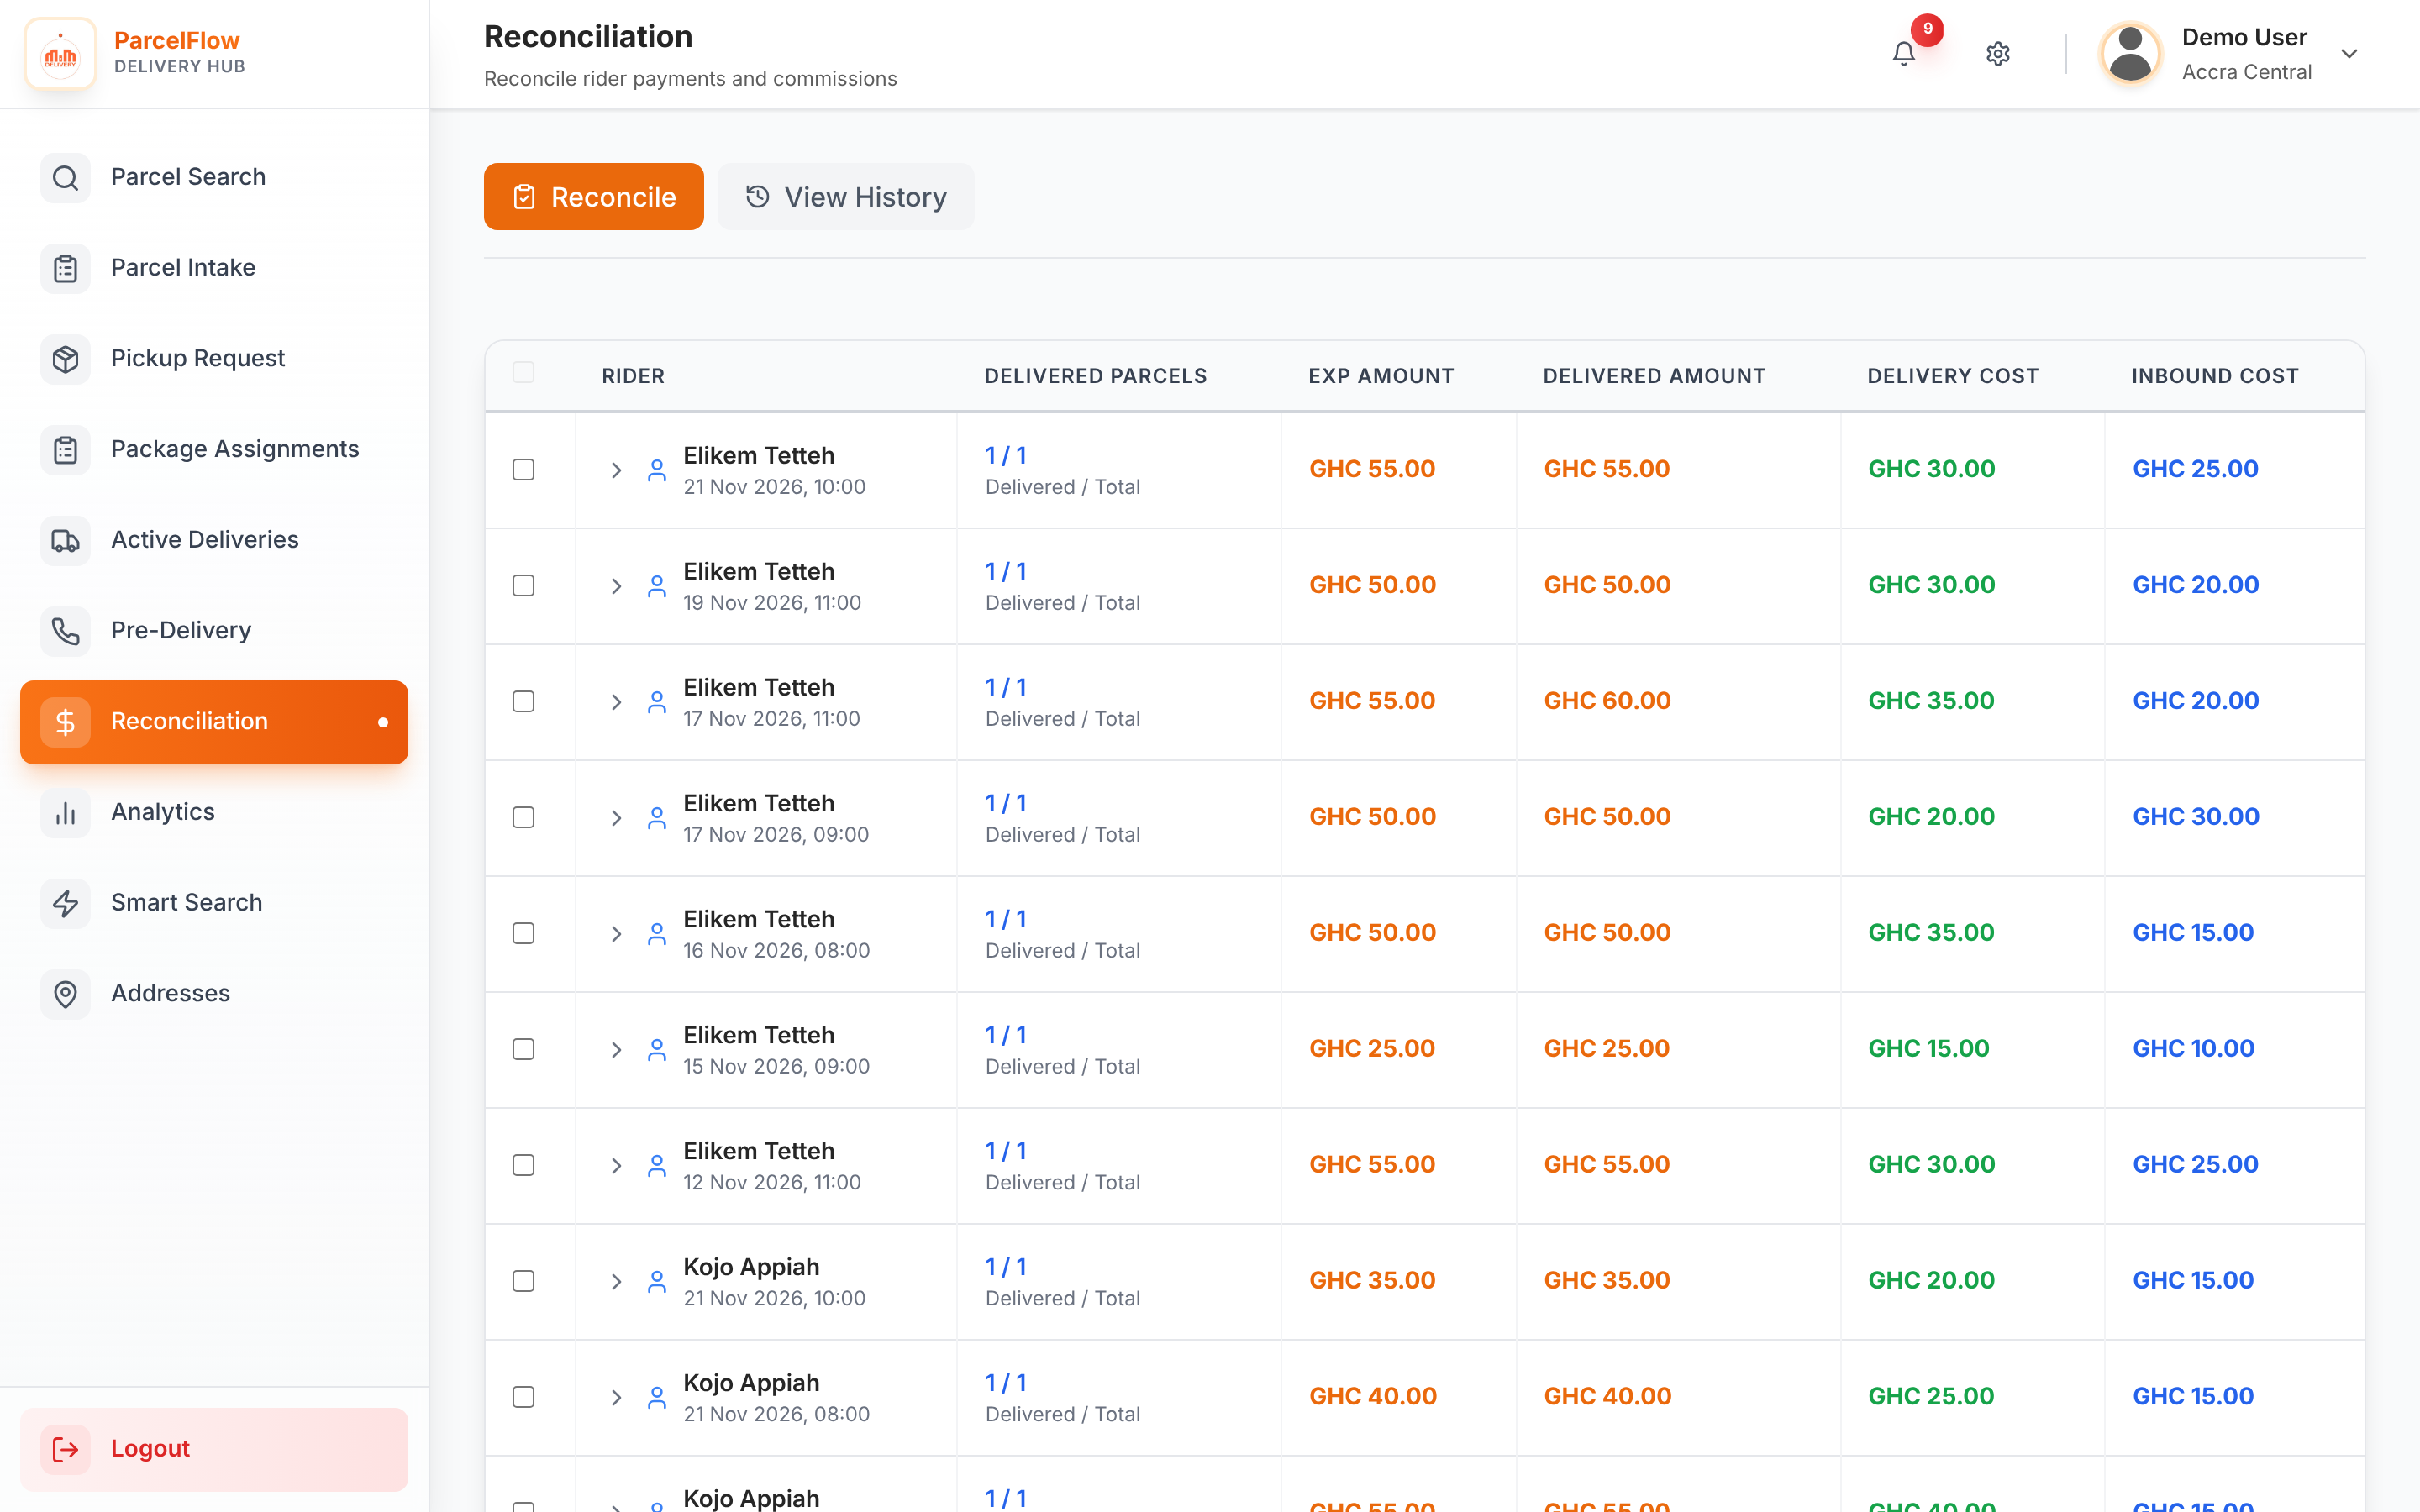 ParcelFlow
DELIVERY HUB
DELIVERY
Parcel Search
Parcel Intake
Pickup Request
Package Assignments
Active Deliveries
Pre-Delivery
Reconciliation
Analytics
Smart Search
Addresses
Logout
Reconciliation
Reconcile rider payments and commissions
9
Demo User
Accra Central
Reconcile
View History
RIDER DELIVERED PARCELS EXP AMOUNT DELIVERED AMOUNT DELIVERY COST INBOUND COST
Elikem Tetteh 1 / 1 GHC 55.00 GHC 55.00 GHC 30.00 GHC 25.00
21 Nov 2026, 10:00 Delivered / Total
Elikem Tetteh 1 / 1 GHC 50.00 GHC 50.00 GHC 30.00 GHC 20.00
19 Nov 2026, 11:00 Delivered / Total
Elikem Tetteh 1 / 1 GHC 55.00 GHC 60.00 GHC 35.00 GHC 20.00
17 Nov 2026, 11:00 Delivered / Total
Elikem Tetteh 1 / 1 GHC 50.00 GHC 50.00 GHC 20.00 GHC 30.00
17 Nov 2026, 09:00 Delivered / Total
Elikem Tetteh 1 / 1 GHC 50.00 GHC 50.00 GHC 35.00 GHC 15.00
16 Nov 2026, 08:00 Delivered / Total
Elikem Tetteh 1 / 1 GHC 25.00 GHC 25.00 GHC 15.00 GHC 10.00
15 Nov 2026, 09:00 Delivered / Total
Elikem Tetteh 1 / 1 GHC 55.00 GHC 55.00 GHC 30.00 GHC 25.00
12 Nov 2026, 11:00 Delivered / Total
Kojo Appiah 1 / 1 GHC 35.00 GHC 35.00 GHC 20.00 GHC 15.00
21 Nov 2026, 10:00 Delivered / Total
Kojo Appiah 1 / 1 GHC 40.00 GHC 40.00 GHC 25.00 GHC 15.00
21 Nov 2026, 08:00 Delivered / Total
Kojo Appiah 1 / 1 GHC 55.00 GHC 55.00 GHC 40.00 GHC 15.00